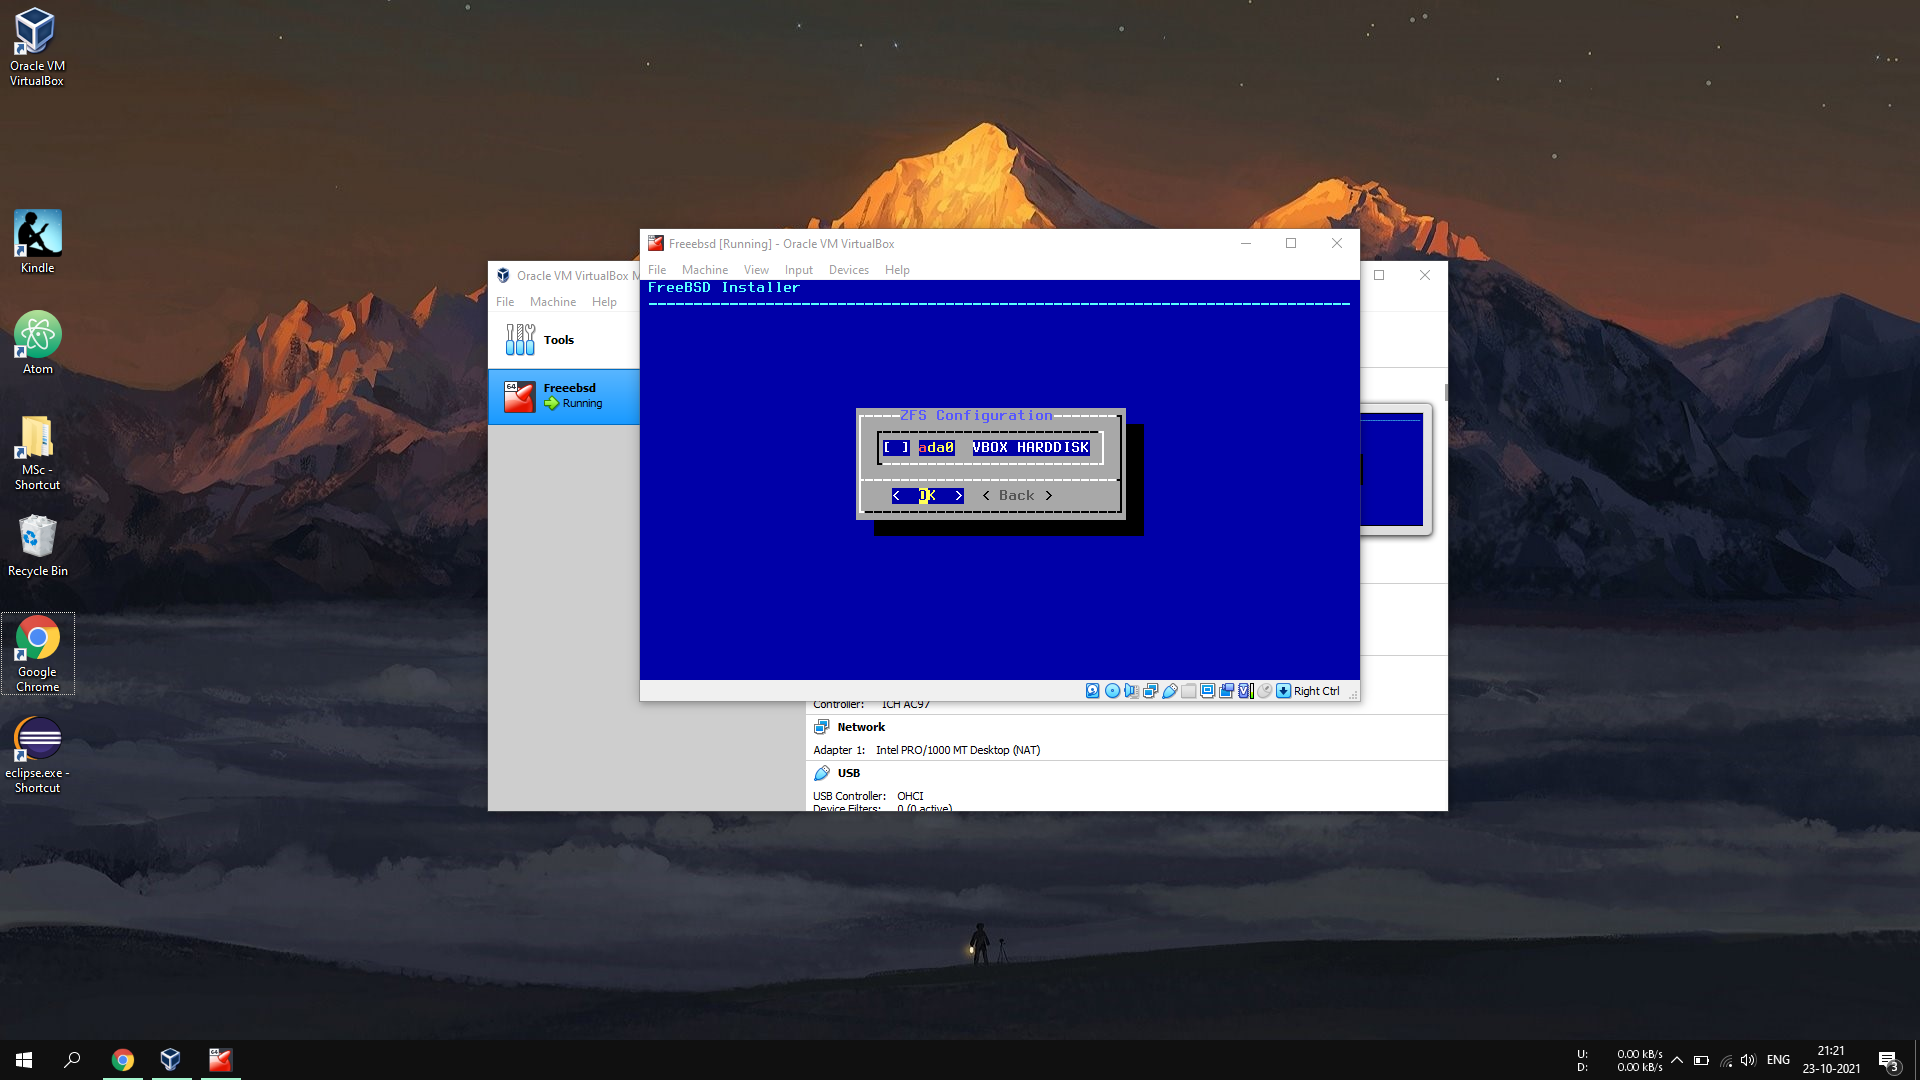 Oracle VM
VirtualBox
Kindle
Atom
MSc -
Shortcut
Recycle Bin
Google
Chrome
eclipse.exe -
Shortcut
Oracle VM VirtualBox M
File Machine Help
Tools
64
Freeebsd
Running
Freeebsd [Running] - Oracle VM VirtualBox
File Machine View Input Devices Help
FreeBSD Installer
ZFS Configuration
[ ] ada0 VBOX HARDDISK
< OK > < Back >
Right Ctrl
Controller: ICH AC97
Network
Adapter 1: Intel PRO/1000 MT Desktop (NAT)
USB
USB Controller: OHCI
Device Filters: 0 (0 active)
U: 0.00 kB/s
D: 0.00 kB/s
ENG
21:21
23-10-2021
3